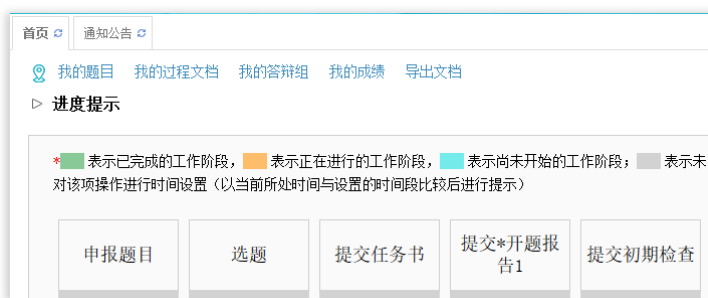 首页 通知公告
我的题目 我的过程文档 我的答辩组 我的成绩 导出文档
进度提示
* 表示已完成的工作阶段， 表示正在进行的工作阶段， 表示尚未开始的工作阶段； 表示未
对该项操作进行时间设置（以当前所处时间与设置的时间段比较后进行提示）
申报题目 选题 提交任务书 提交*开题报告1 提交初期检查